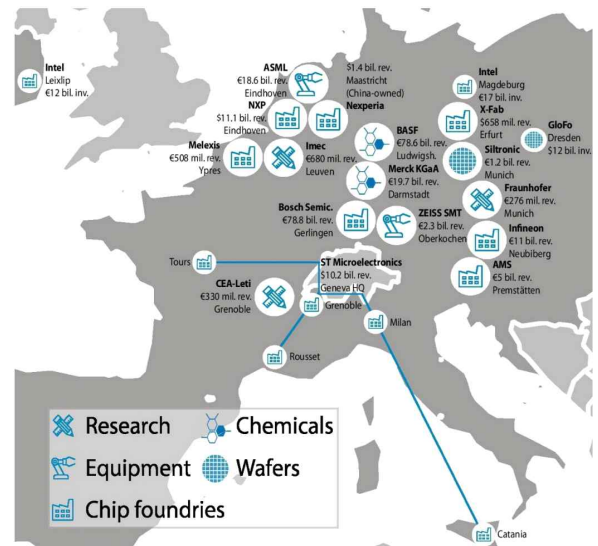 Intel
Leixlip
€12 bil. inv.
ASML
€18.6 bil. rev.
Eindhoven
NXP
$11.1 bil. rev.
Eindhoven
$1.4 bil. rev.
Maastricht
(China-owned)
Nexperia
Melexis
€508 mil. rev.
Ypres
Imec
€680 mil. rev.
Leuven
BASF
€78.6 bil. rev.
Ludwigsh.
Merck KGaA
€19.7 bil. rev.
Darmstadt
Bosch Semic.
€78.8 bil. rev.
Gerlingen
ZEISS SMT
€2.3 bil. rev.
Oberkochen
Intel
Magdeburg
€17 bil. inv.
X-Fab
$658 mil. rev.
Erfurt
GloFo
Dresden
$12 bil. inv.
Siltronic
€1.2 bil. rev.
Munich
Fraunhofer
€276 mil. rev.
Munich
Infineon
€11 bil. rev.
Neubiberg
AMS
€5 bil. rev.
Premstätten
Tours
ST Microelectronics
$10.2 bil. rev.
Geneva HQ
CEA-Leti
€330 mil. rev.
Grenoble
Grenoble
Milan
Rousset
Catania
Research
Chemicals
Equipment
Wafers
Chip foundries